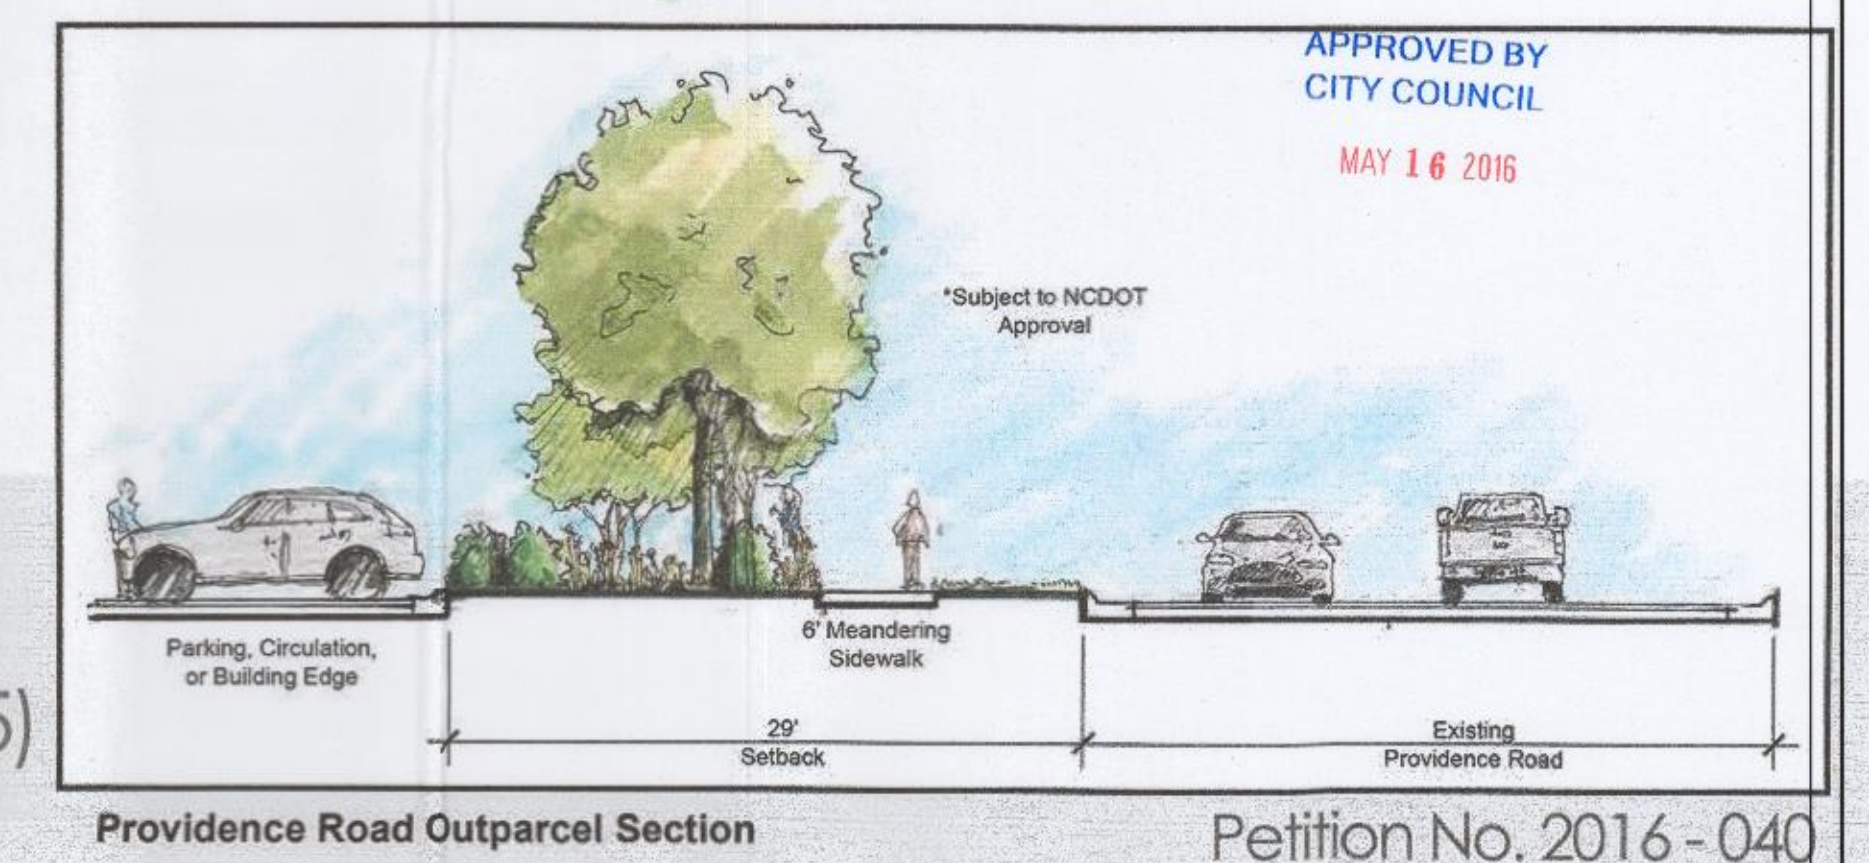 APPROVED BY
CITY COUNCIL
MAY 16 2016
*Subject to NCDOT
Approval
Parking, Circulation,
or Building Edge
6' Meandering
Sidewalk
29'
Setback
Existing
Providence Road
5)
Providence Road Outparcel Section
Petition No. 2016 - 040